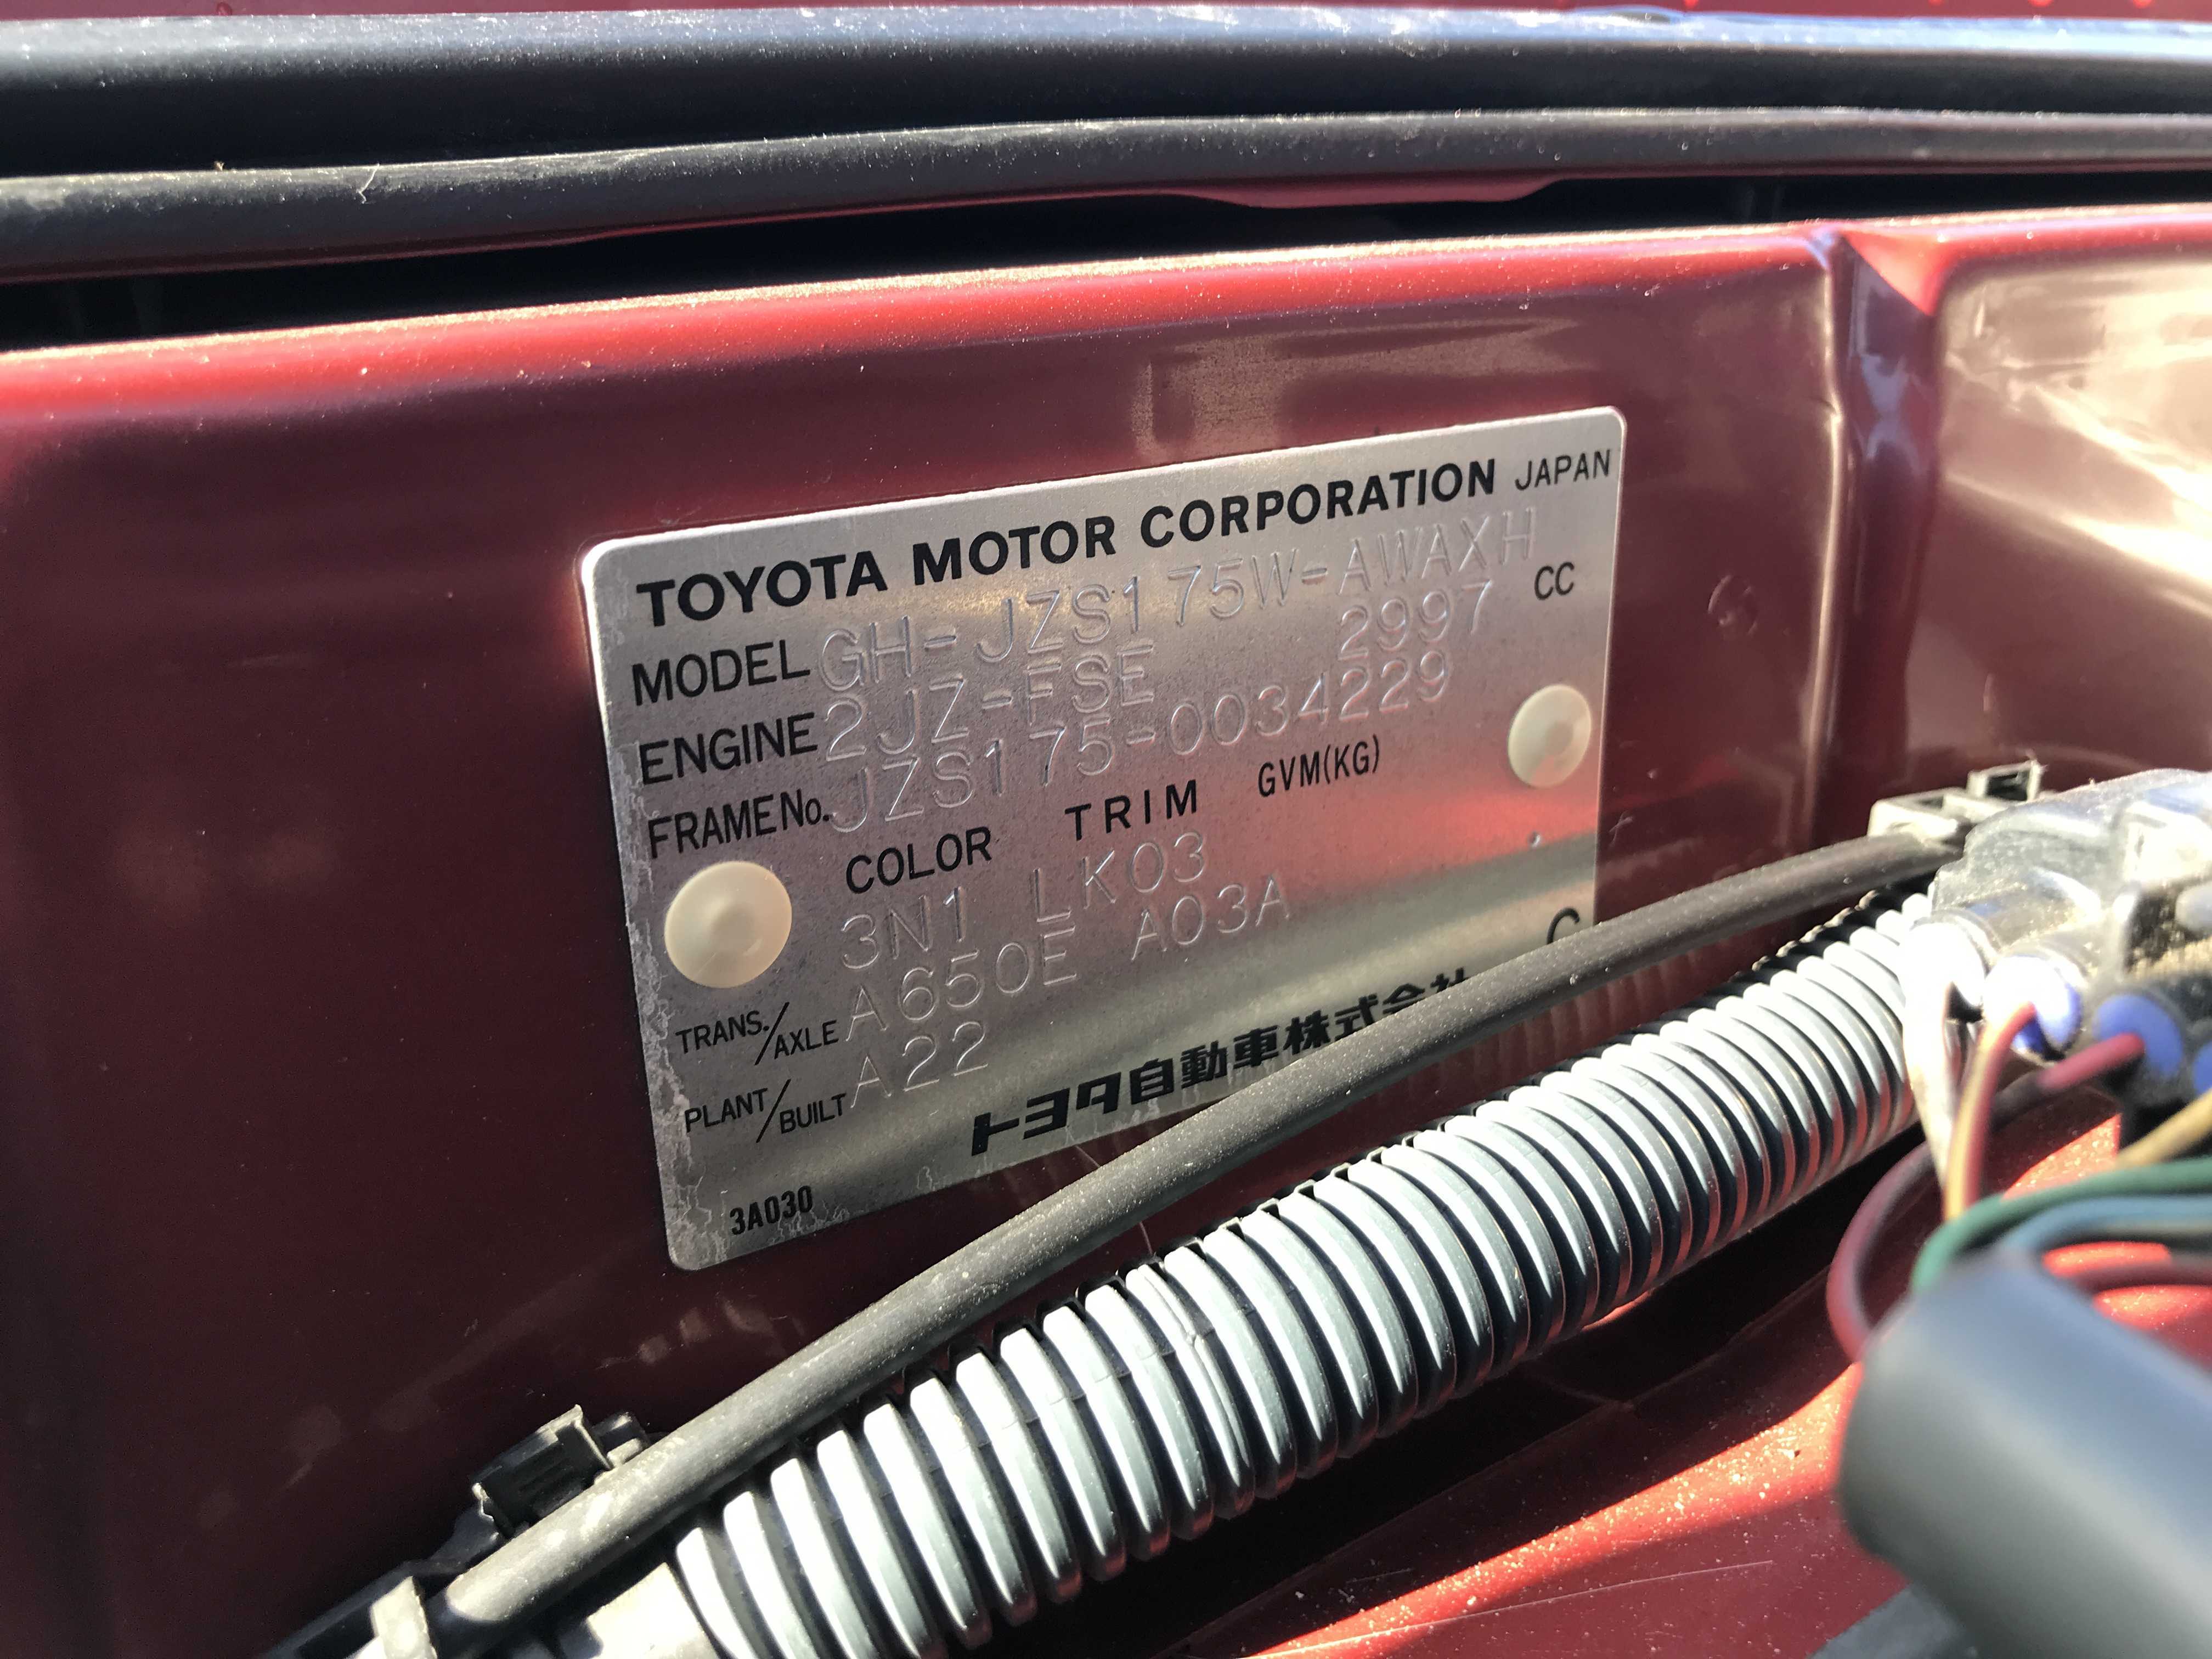 TOYOTA MOTOR CORPORATION JAPAN
MODEL GH-JZS175W-AWAXH
ENGINE 2JZ-FSE 2997 CC
FRAME No. JZS175-0034229
COLOR TRIM GVM(KG)
3N1 LK03
TRANS./AXLE A650E A03A
PLANT/BUILT A22
トヨタ自動車株式会社
3A030